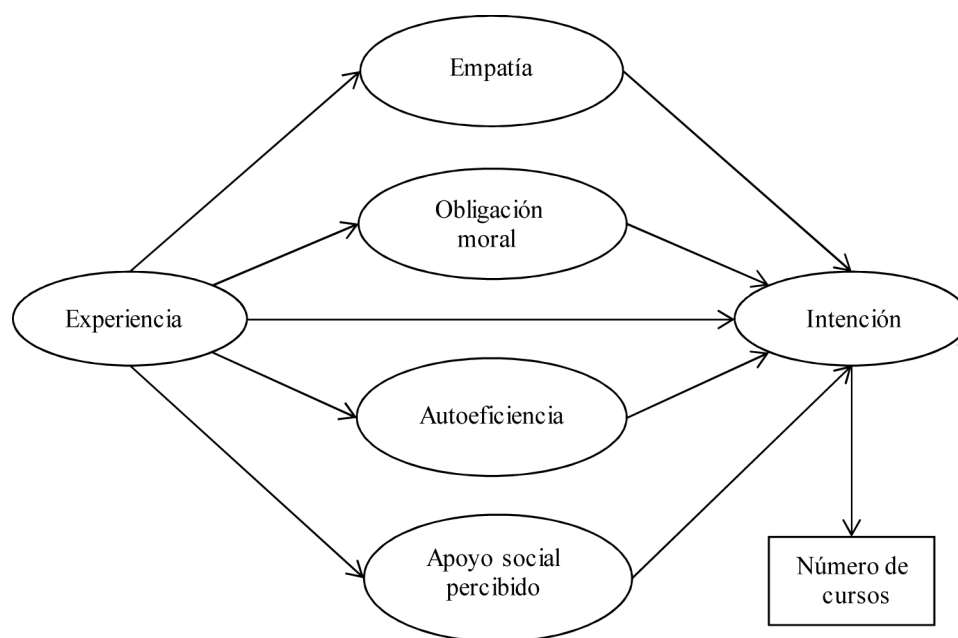 Empatía
Obligación
moral
Experiencia
Intención
Autoeficiencia
Apoyo social
percibido
Número de
cursos